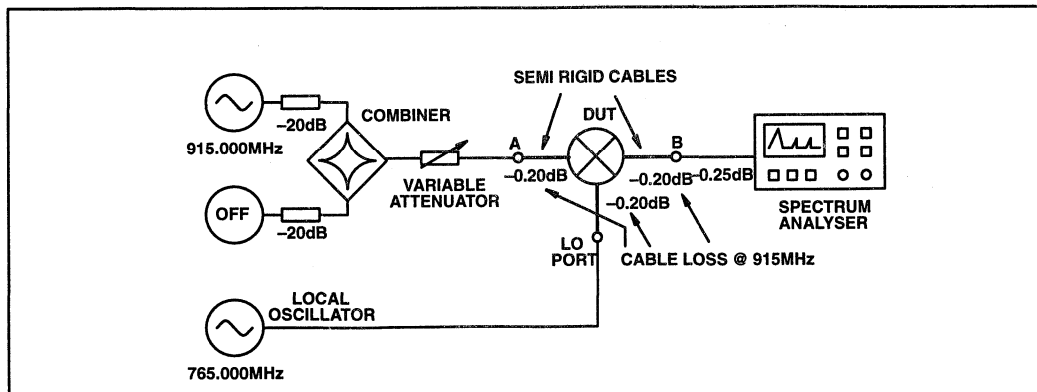 SEMI RIGID CABLES
DUT
COMBINER
–20dB
915.000MHz
A
B
–0.20dB
–0.20dB
–0.25dB
–0.20dB
VARIABLE
ATTENUATOR
SPECTRUM
ANALYSER
OFF
–20dB
LO
PORT
CABLE LOSS @ 915MHz
LOCAL
OSCILLATOR
765.000MHz